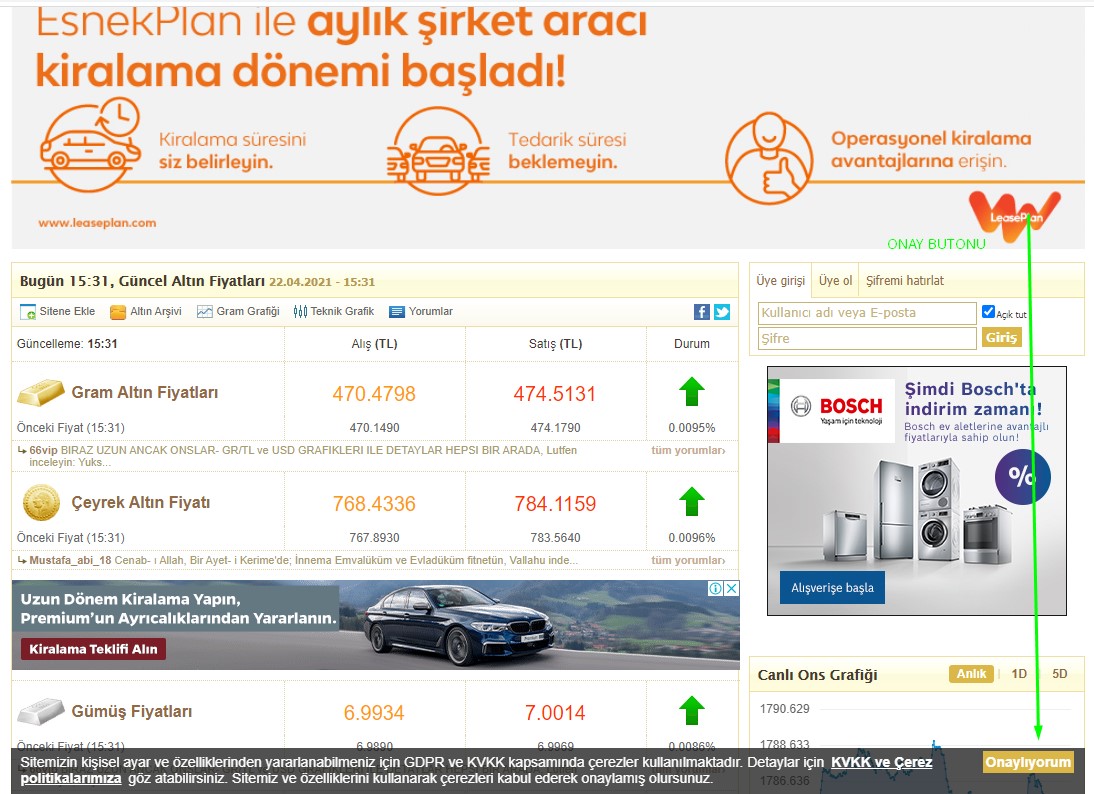 EsnekPlan ile aylık şirket aracı
kiralama dönemi başladı!
Kiralama süresini
siz belirleyin.
Tedarik süresi
beklemeyin.
Operasyonel kiralama
avantajlarına erişin.
www.leaseplan.com
LeasePlan
ONAY BUTONU
Bugün 15:31, Güncel Altın Fiyatları 22.04.2021 - 15:31
Sitene Ekle Altın Arşivi Gram Grafiği Teknik Grafik Yorumlar
Güncelleme: 15:31 Alış (TL) Satış (TL) Durum
Gram Altın Fiyatları 470.4798 474.5131
Önceki Fiyat (15:31) 470.1490 474.1790 0.0095%
66vip BIRAZ UZUN ANCAK ONSLAR- GR/TL ve USD GRAFIKLERI ILE DETAYLAR HEPSI BIR ARADA, Lutfen tüm yorumlar›
inceleyin: Yuks...
Çeyrek Altın Fiyatı 768.4336 784.1159
Önceki Fiyat (15:31) 767.8930 783.5640 0.0096%
Mustafa_abi_18 Cenab- ı Allah, Bir Ayet- i Kerime'de; İnnema Emvalüküm ve Evladüküm fitnetün, Vallahu inde... tüm yorumlar›
Uzun Dönem Kiralama Yapın,
Premium'un Ayrıcalıklarından Yararlanın.
Kiralama Teklifi Alın
Gümüş Fiyatları 6.9934 7.0014
Önceki Fiyat (15:31) 6.9890 6.9969 0.0086%
Üye girişi Üye ol Şifremi hatırlat
Kullanıcı adı veya E-posta Açık tut
Şifre Giriş
BOSCH
Yaşam için teknoloji
Şimdi Bosch'ta
indirim zamanı!
Bosch ev aletlerine avantajlı
fiyatlarıyla sahip olun!
%
Alışverişe başla
Canlı Ons Grafiği Anlık 1D 5D
1790.629
1788.633
1786.636
Sitemizin kişisel ayar ve özelliklerinden yararlanabilmeniz için GDPR ve KVKK kapsamında çerezler kullanılmaktadır. Detaylar için KVKK ve Çerez
politikalarımıza göz atabilirsiniz. Sitemiz ve özelliklerini kullanarak çerezleri kabul ederek onaylamış olursunuz.
Onaylıyorum